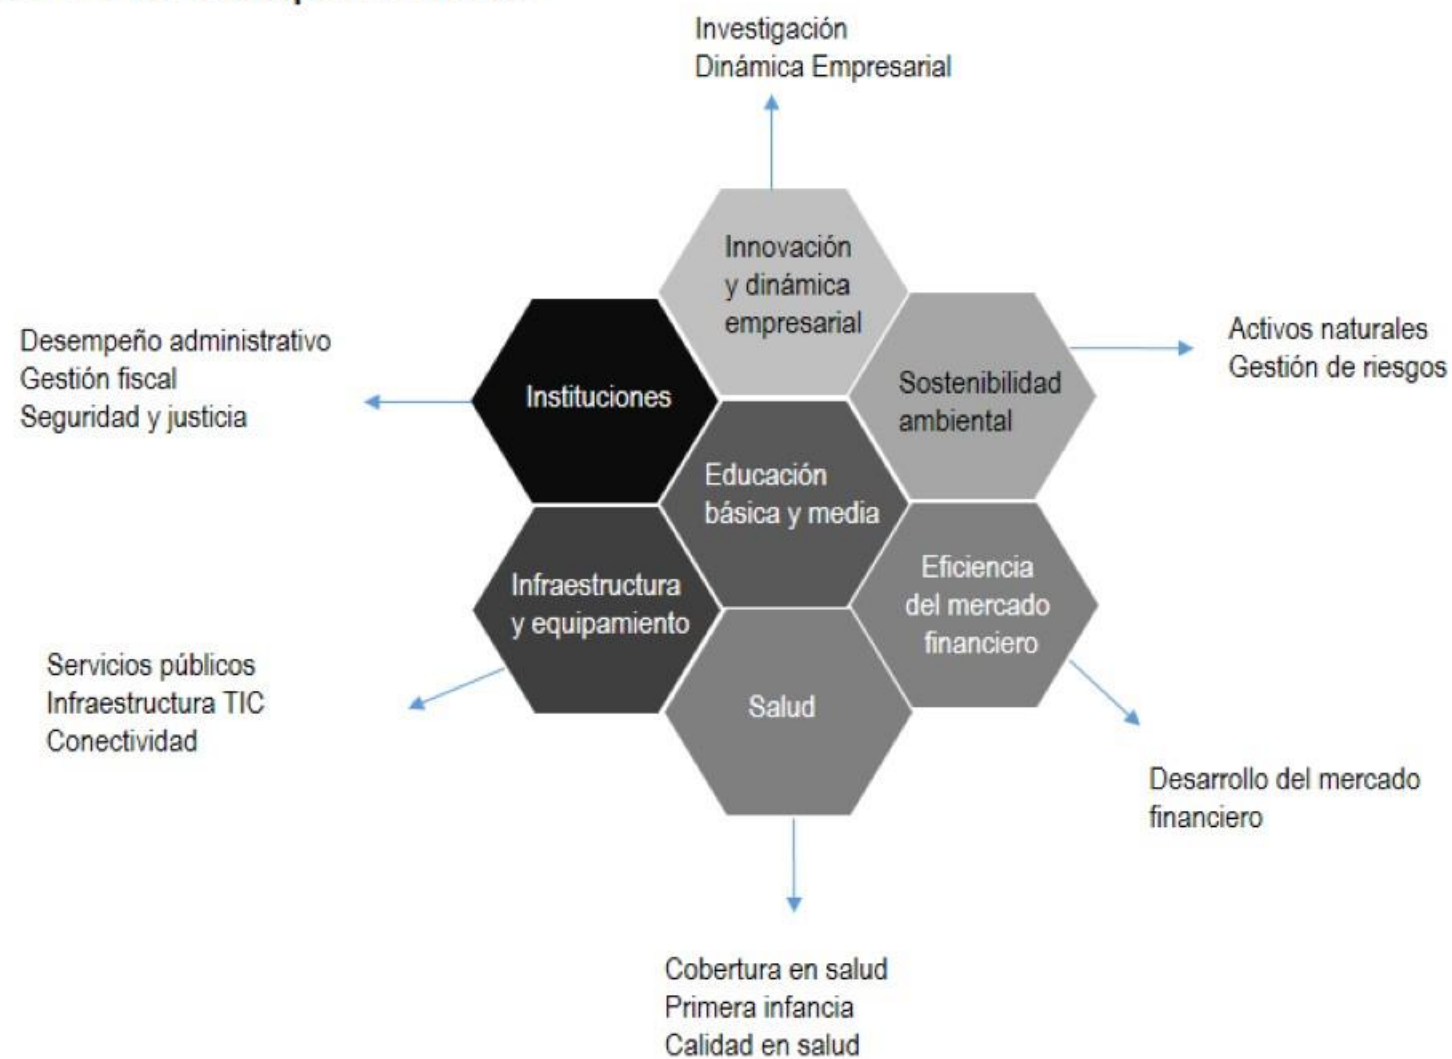 Investigación
Dinámica Empresarial
Innovación
y dinámica
empresarial
Desempeño administrativo
Gestión fiscal
Seguridad y justicia
Instituciones
Sostenibilidad
ambiental
Activos naturales
Gestión de riesgos
Educación
básica y media
Infraestructura
y equipamiento
Eficiencia
del mercado
financiero
Servicios públicos
Infraestructura TIC
Conectividad
Salud
Desarrollo del mercado
financiero
Cobertura en salud
Primera infancia
Calidad en salud